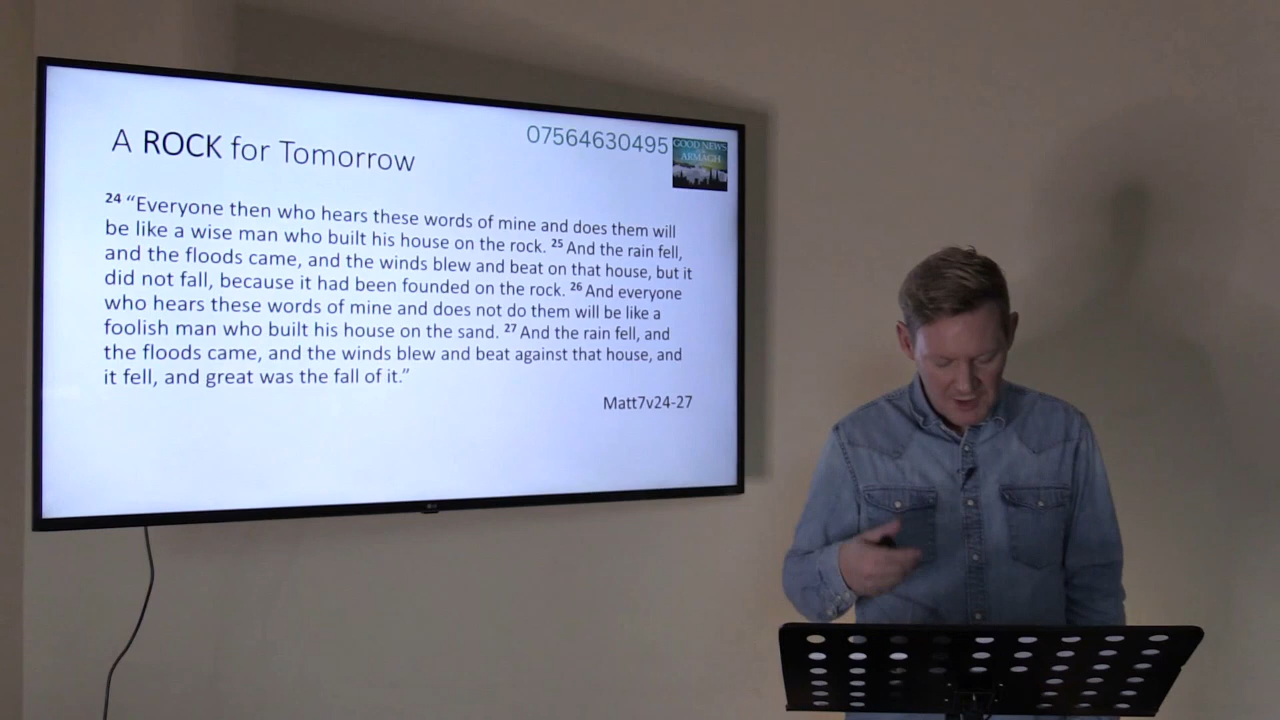 A ROCK for Tomorrow
07564630495
GOOD NEWS
ARMAGH
24 “Everyone then who hears these words of mine and does them will
be like a wise man who built his house on the rock. 25 And the rain fell,
and the floods came, and the winds blew and beat on that house, but it
did not fall, because it had been founded on the rock. 26 And everyone
who hears these words of mine and does not do them will be like a
foolish man who built his house on the sand. 27 And the rain fell, and
the floods came, and the winds blew and beat against that house, and
it fell, and great was the fall of it.”
Matt7v24-27
LG